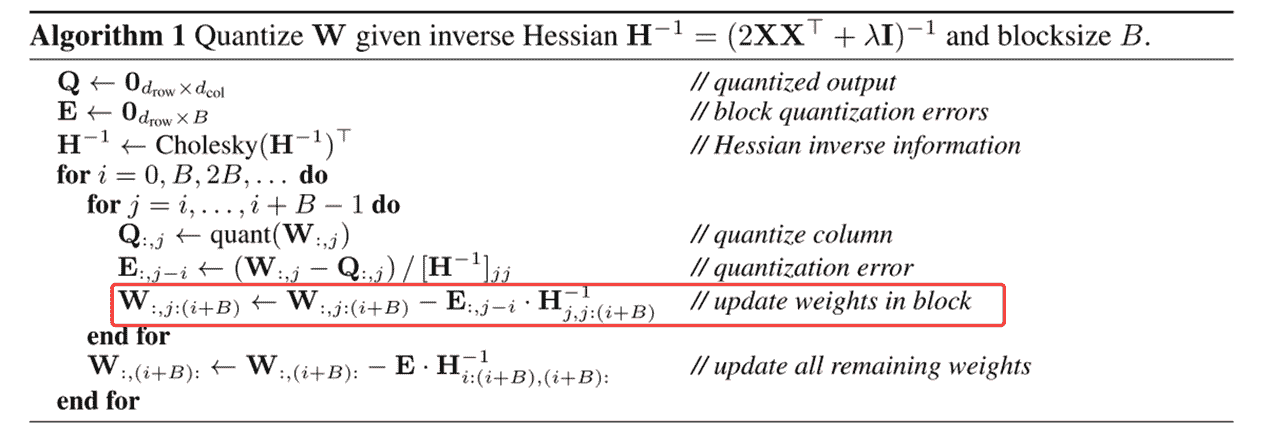 Algorithm 1 Quantize W given inverse Hessian H⁻¹ = (2XX⊤ + λI)⁻¹ and blocksize B.
Q ← 0_{d_row×d_col} // quantized output
E ← 0_{d_row×B} // block quantization errors
H⁻¹ ← Cholesky(H⁻¹)⊤ // Hessian inverse information
for i = 0, B, 2B, . . . do
for j = i, . . . , i + B − 1 do
Q_{:,j} ← quant(W_{:,j}) // quantize column
E_{:,j−i} ← (W_{:,j} − Q_{:,j}) / [H⁻¹]_{jj} // quantization error
W_{:,j:(i+B)} ← W_{:,j:(i+B)} − E_{:,j−i} · H⁻¹_{j,j:(i+B)} // update weights in block
end for
W_{:,(i+B):} ← W_{:,(i+B):} − E · H⁻¹_{i:(i+B),(i+B):} // update all remaining weights
end for